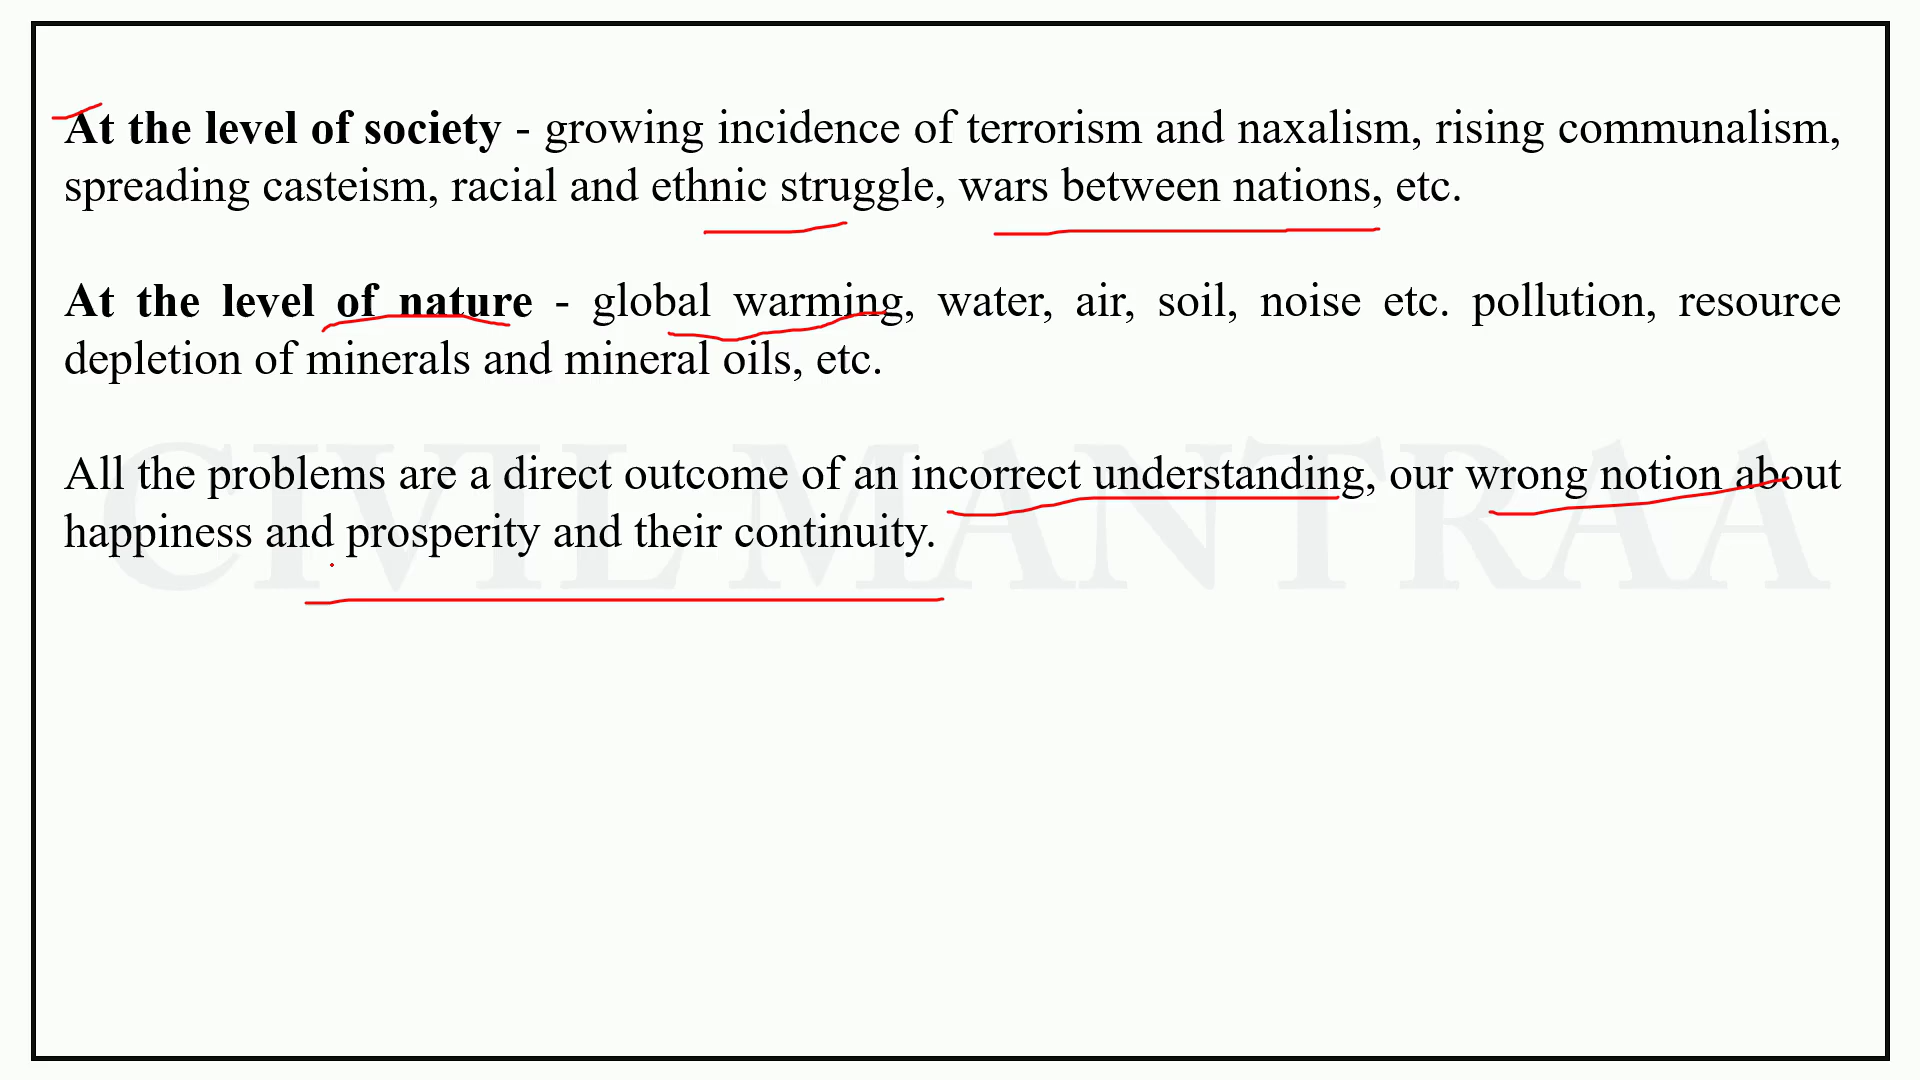 At the level of society - growing incidence of terrorism and naxalism, rising communalism,
spreading casteism, racial and ethnic struggle, wars between nations, etc.
At the level of nature - global warming, water, air, soil, noise etc. pollution, resource
depletion of minerals and mineral oils, etc.
All the problems are a direct outcome of an incorrect understanding, our wrong notion about
happiness and prosperity and their continuity.
CIVIL MANTRAA